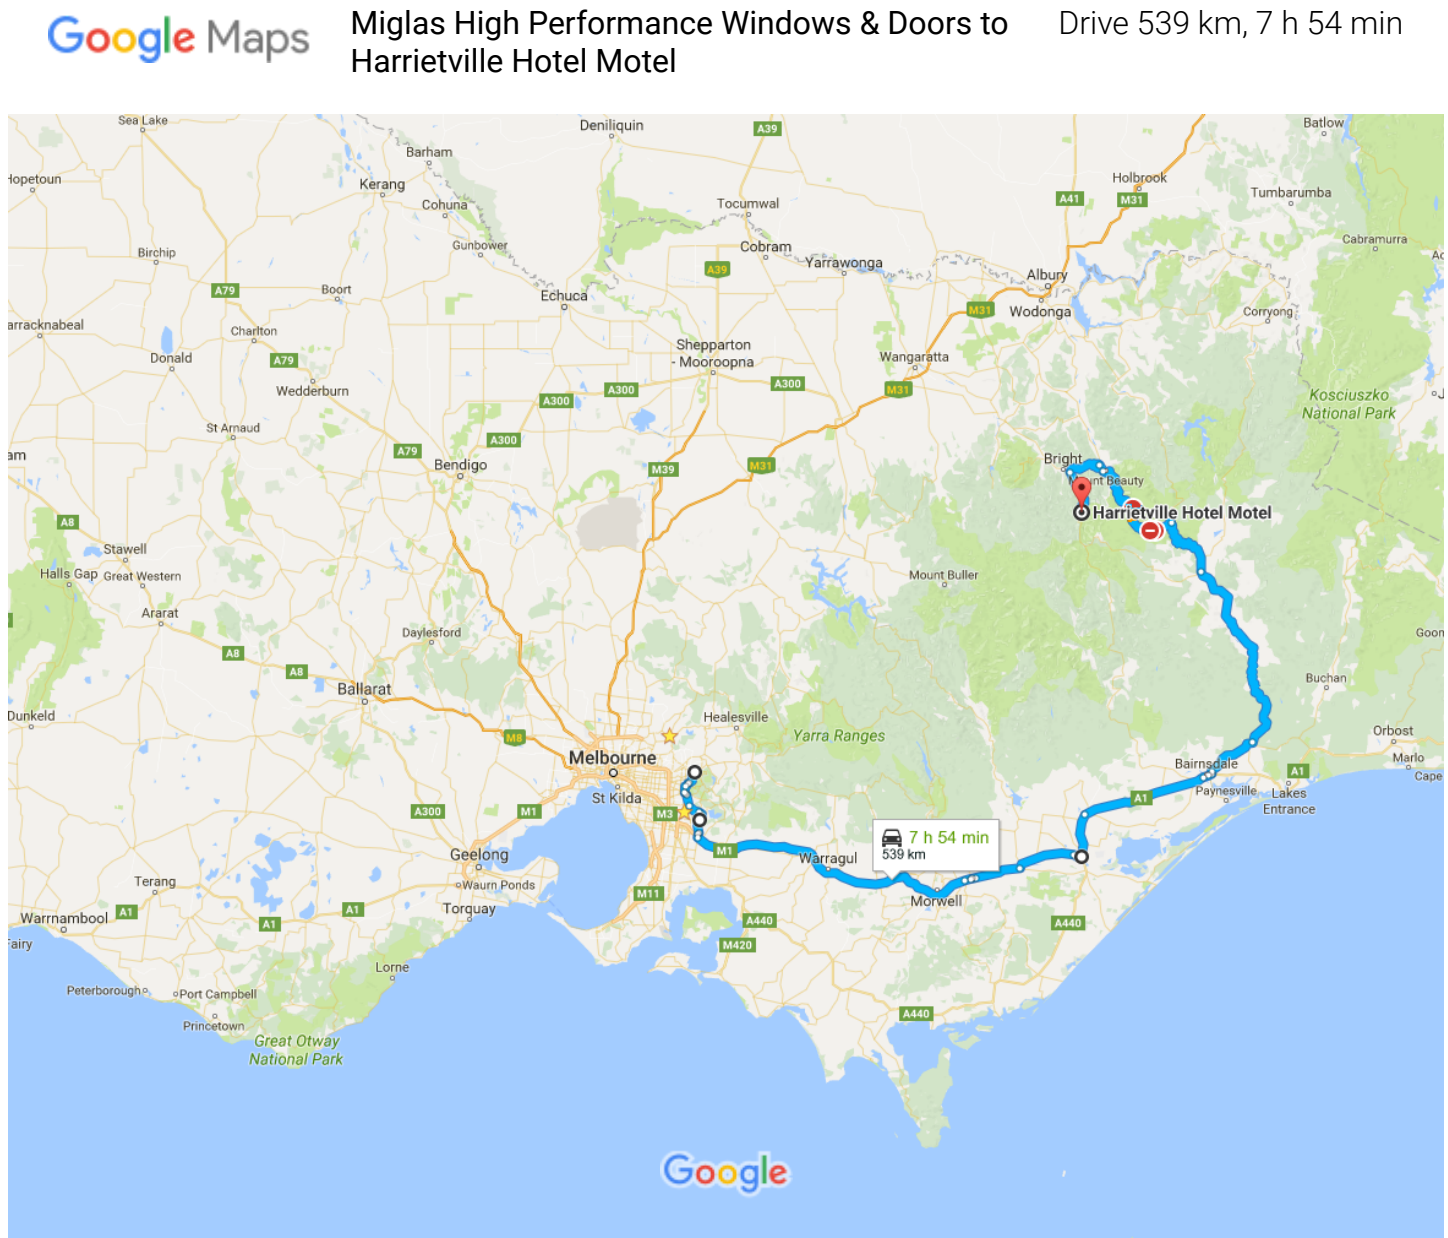 Google Maps
Miglas High Performance Windows & Doors to
Harrietville Hotel Motel
Drive 539 km, 7 h 54 min
Sea Lake
Deniliquin
A39
Batlow
Barham
Hopetoun
Kerang
Holbrook
Cohuna
Tocumwal
A41
M31
Tumbarumba
Birchip
Gunbower
Cobram
Cabramurra
Yarrawonga
A39
Albury
A79
Boort
Echuca
M31
Wodonga
Corryong
arracknabeal
Charlton
Donald
A79
Shepparton
- Mooroopna
Wangaratta
Wedderburn
A300
A300
A300
M31
Kosciuszko
National Park
St Arnaud
A300
am
A79
Bendigo
M39
M31
Bright
Mount Beauty
Harrietville Hotel Motel
A8
Stawell
Halls Gap
Great Western
Mount Buller
Ararat
Daylesford
Goon
A8
A8
Ballarat
Buchan
Dunkeld
Healesville
Yarra Ranges
Orbost
M8
Melbourne
Marlo
Bairnsdale
A1
Cape
St Kilda
Paynesville
Lakes
Entrance
A300
M1
M3
A1
7 h 54 min
539 km
M1
Warragul
Geelong
Terang
Waurn Ponds
M11
Morwell
A1
A1
A1
Torquay
Warrnambool
A440
A440
Fairy
M420
Lorne
Peterborough
Port Campbell
Princetown
A440
Great Otway
National Park
Google